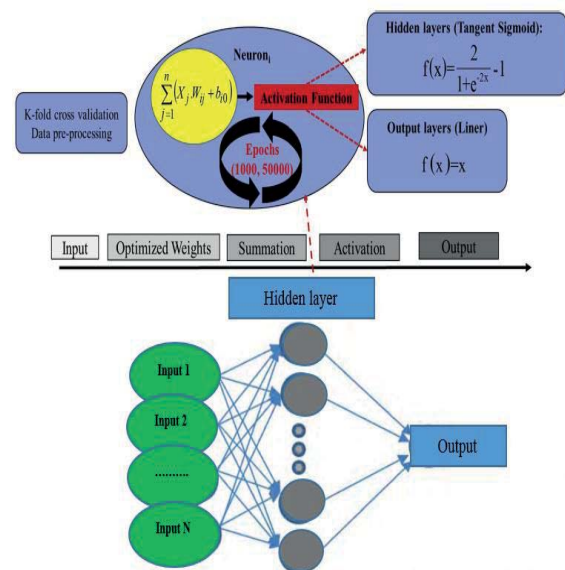 Hidden layers (Tangent Sigmoid):
f(x)=2/(1+e^-2x)-1
Neuron_i
∑_{j=1}^{n}(X_j.W_ij+b_i0)
Activation Function
K-fold cross validation
Data pre-processing
Output layers (Liner)
f(x)=x
Epochs
(1000, 50000)
Input
Optimized Weights
Summation
Activation
Output
Hidden layer
Input 1
Input 2
..........
Input N
Output